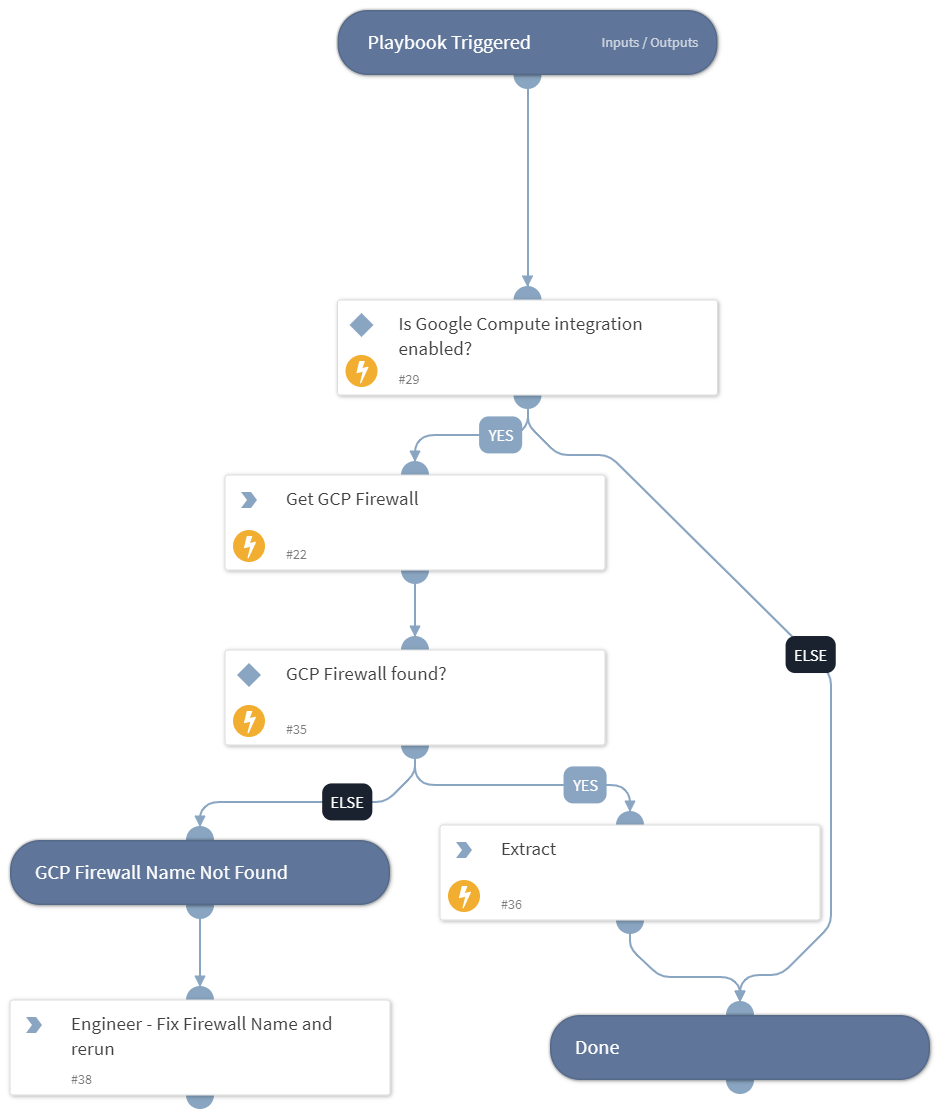 Playbook Triggered
Inputs / Outputs
Is Google Compute integration
enabled?
#29
YES
Get GCP Firewall
#22
ELSE
GCP Firewall found?
#35
ELSE
YES
GCP Firewall Name Not Found
Extract
#36
Engineer - Fix Firewall Name and
rerun
#38
Done